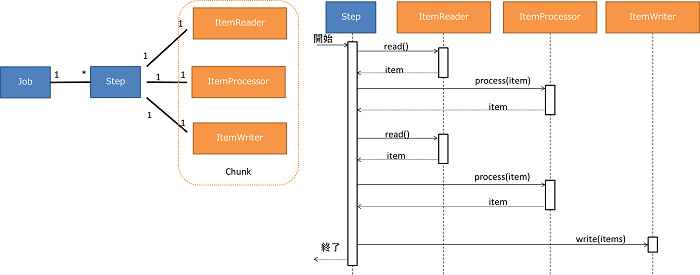 Job
1
*
Step
1
1
ItemReader
1
1
ItemProcessor
1
1
ItemWriter
Chunk
Step
ItemReader
ItemProcessor
ItemWriter
開始
read()
item
process(item)
item
read()
item
process(item)
item
write(items)
終了